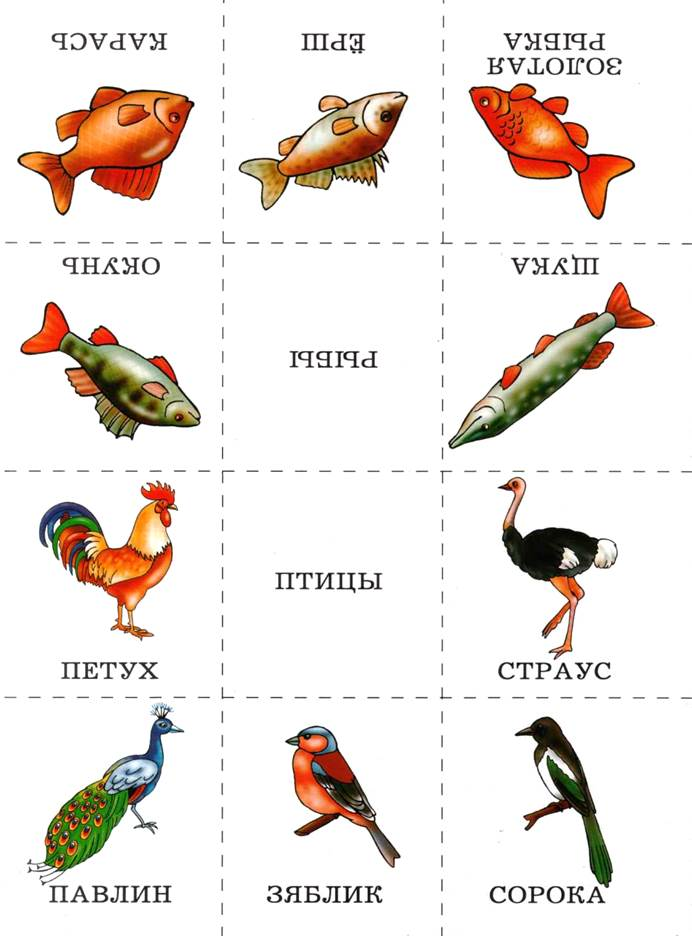 КАРАСЬ
ЁРШ
ЗОЛОТАЯ
РЫБКА
ОКУНЬ
ЩУКА
РЫБЫ
ПТИЦЫ
ПЕТУХ
СТРАУС
ПАВЛИН
ЗЯБЛИК
СОРОКА